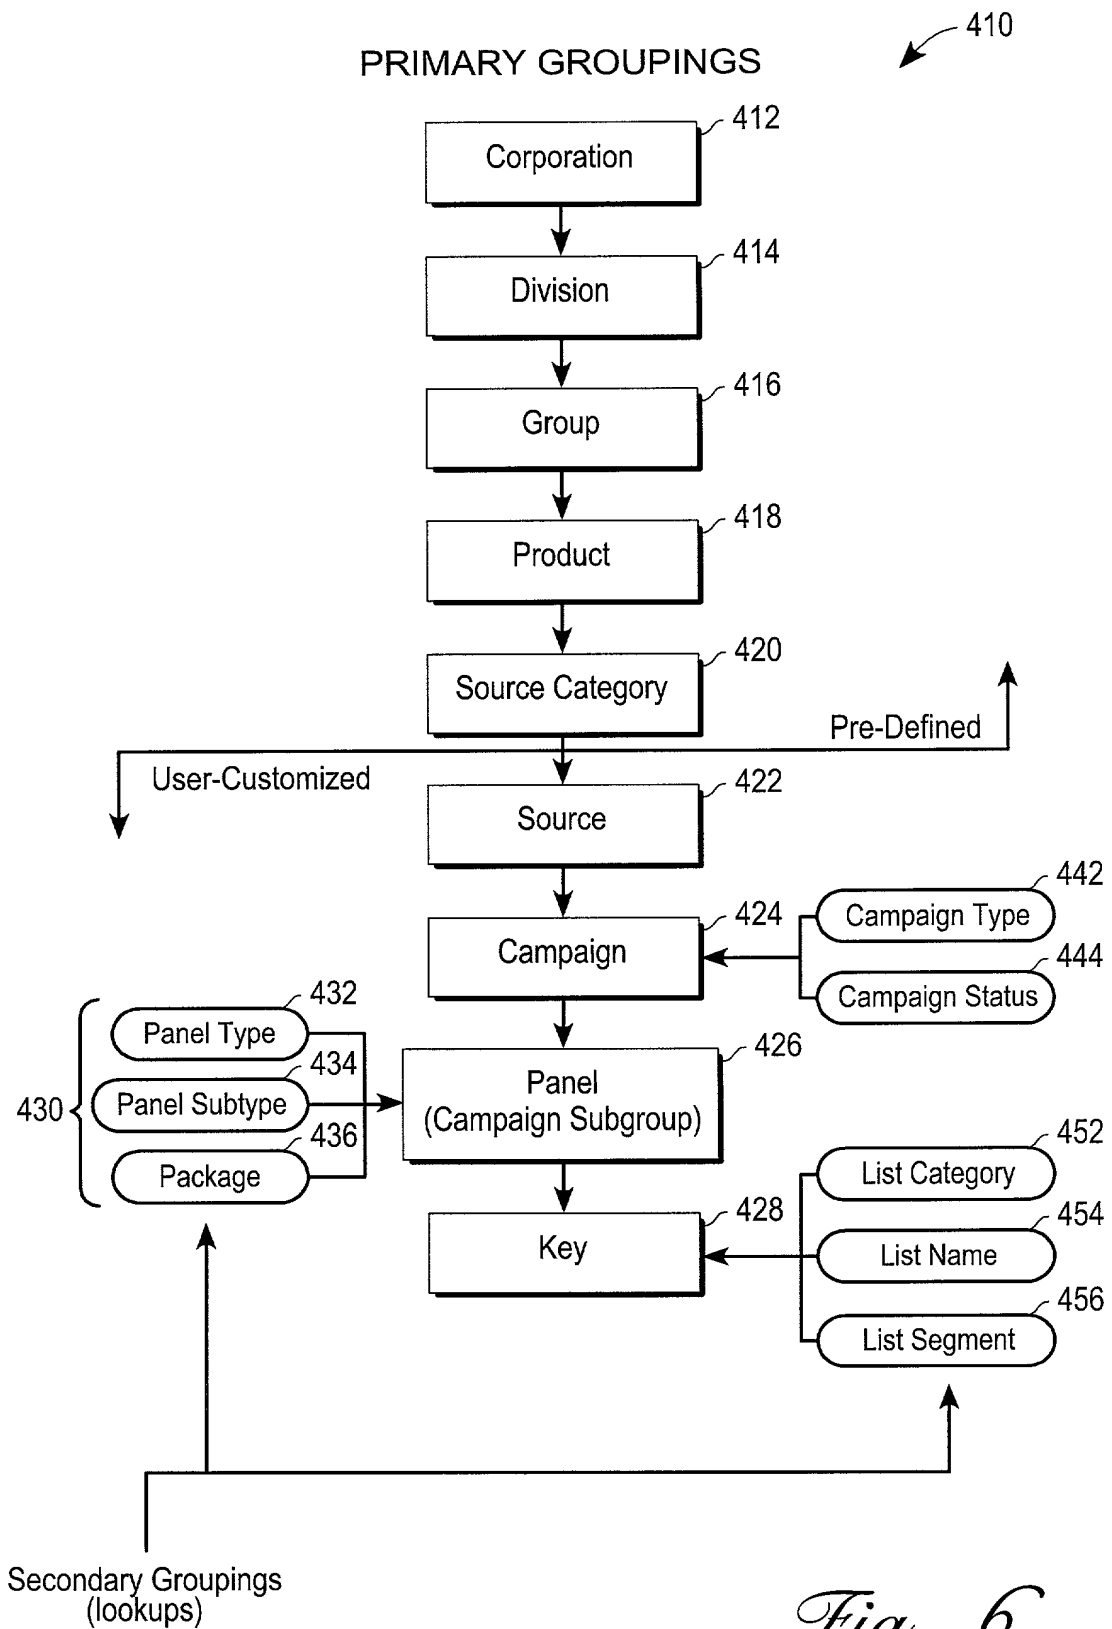 410
PRIMARY GROUPINGS
412
Corporation
414
Division
416
Group
418
Product
420
Source Category
Pre-Defined
User-Customized
422
Source
442
Campaign Type
424
Campaign
444
Campaign Status
432
Panel Type
426
Panel
(Campaign Subgroup)
430
434
Panel Subtype
436
Package
452
List Category
428
Key
454
List Name
456
List Segment
Secondary Groupings
(lookups)
Fig. 6